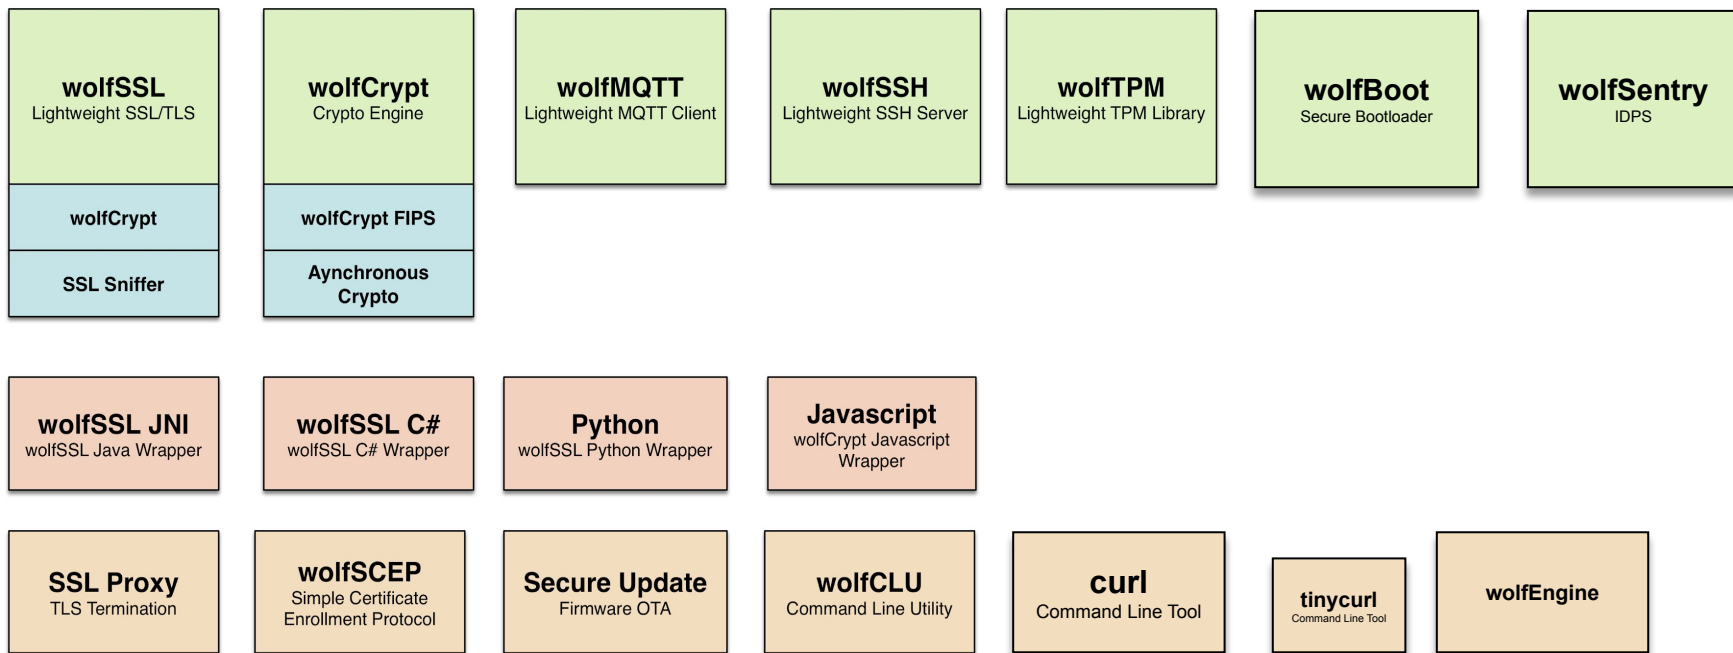 wolfSSL
Lightweight SSL/TLS
wolfCrypt
SSL Sniffer
wolfCrypt
Crypto Engine
wolfCrypt FIPS
Aynchronous
Crypto
wolfMQTT
Lightweight MQTT Client
wolfSSH
Lightweight SSH Server
wolfTPM
Lightweight TPM Library
wolfBoot
Secure Bootloader
wolfSentry
IDPS
wolfSSL JNI
wolfSSL Java Wrapper
wolfSSL C#
wolfSSL C# Wrapper
Python
wolfSSL Python Wrapper
Javascript
wolfCrypt Javascript
Wrapper
SSL Proxy
TLS Termination
wolfSCEP
Simple Certificate
Enrollment Protocol
Secure Update
Firmware OTA
wolfCLU
Command Line Utility
curl
Command Line Tool
tinycurl
Command Line Tool
wolfEngine